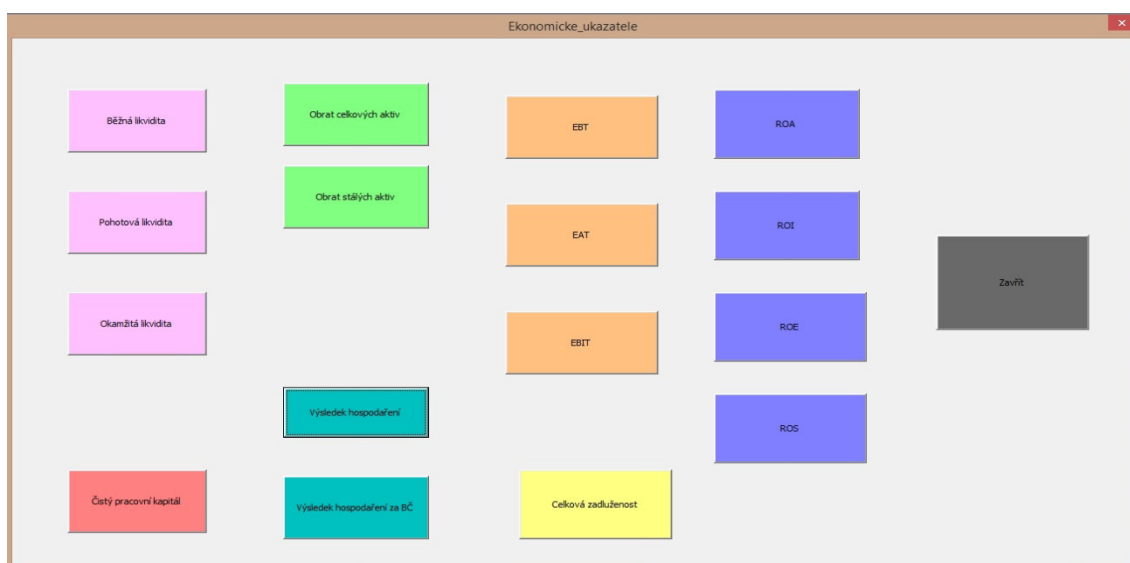 Ekonomicke_ukazatele
Běžná likvidita
Pohotová likvidita
Okamžitá likvidita
Čistý pracovní kapitál
Obrat celkových aktiv
Obrat stálých aktiv
Výsledek hospodaření
Výsledek hospodaření za BČ
EBT
EAT
EBIT
Celková zadluženost
ROA
ROI
ROE
ROS
Zavřít